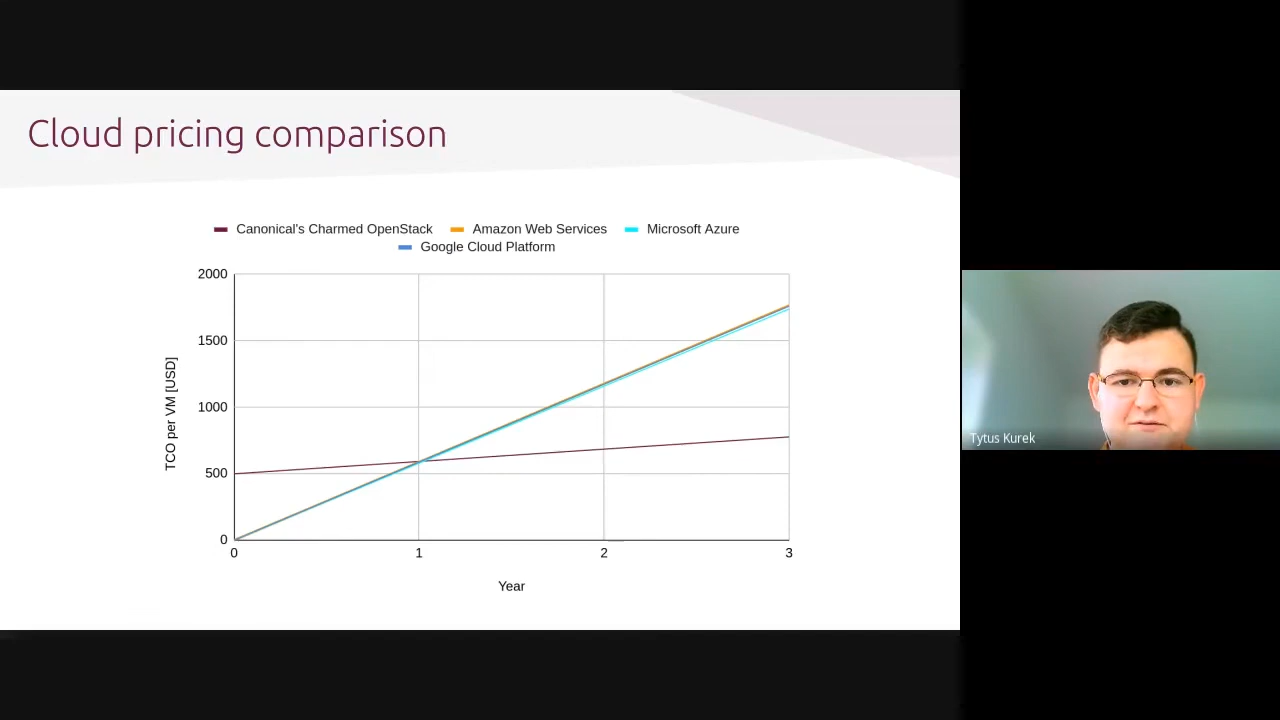 Cloud pricing comparison
Canonical's Charmed OpenStack Amazon Web Services Microsoft Azure
Google Cloud Platform
2000
1500
1000
500
0
TCO per VM [USD]
0 1 2 3
Year
Tytus Kurek